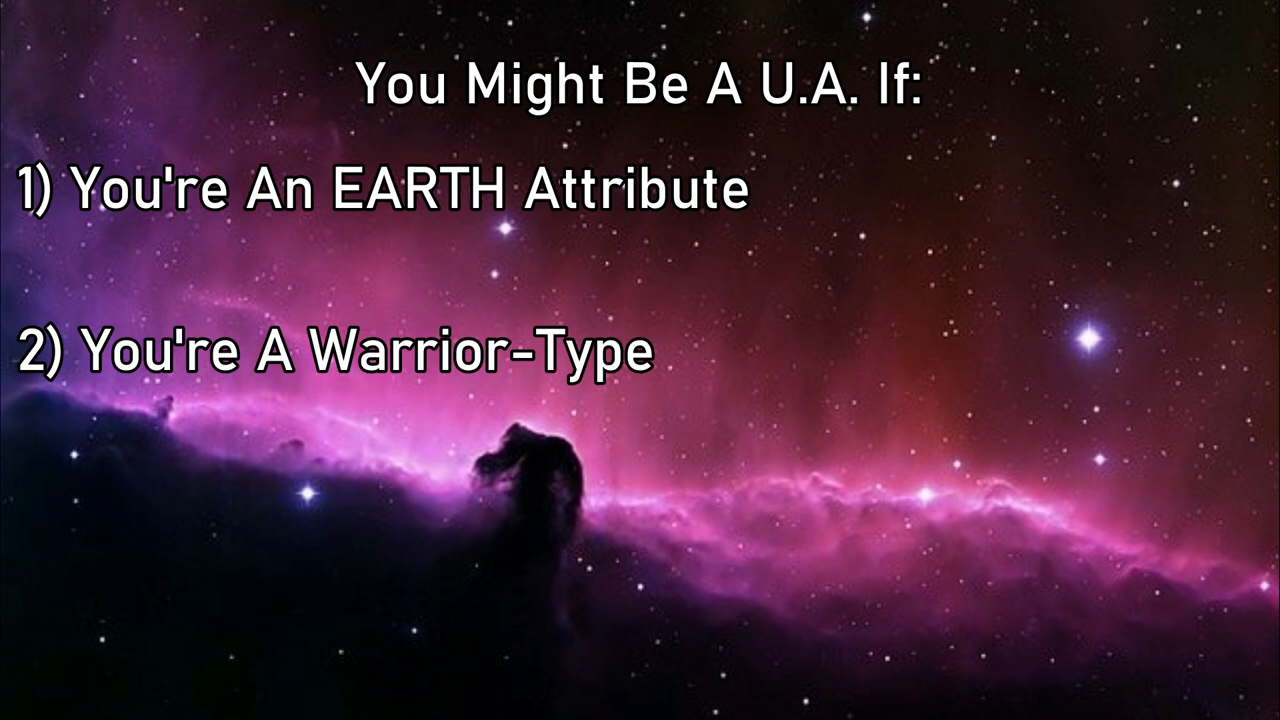 You Might Be A U.A. If:
1) You're An EARTH Attribute
2) You're A Warrior-Type